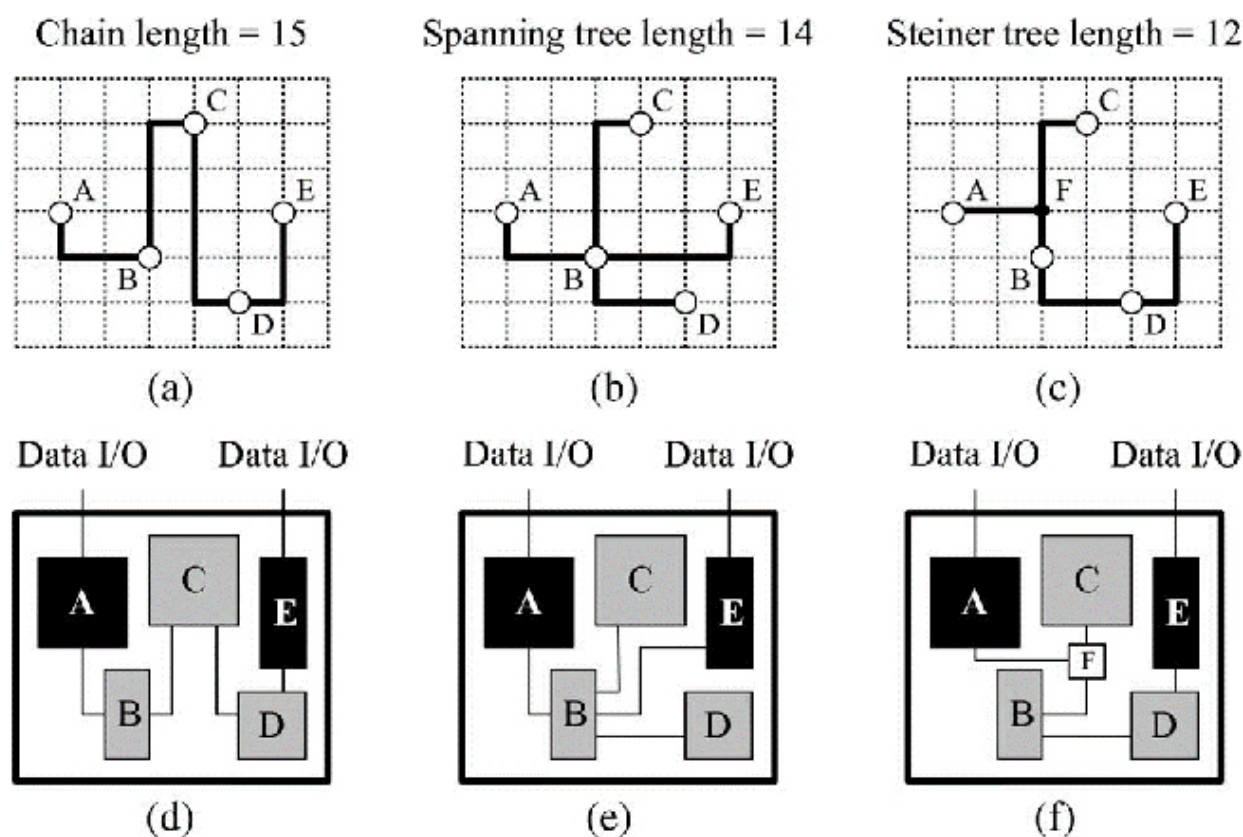 Chain length = 15
Spanning tree length = 14
Steiner tree length = 12
C
A
E
B
D
C
A
E
B
D
C
A
F
E
B
D
(a)
(b)
(c)
Data I/O
Data I/O
Data I/O
Data I/O
Data I/O
Data I/O
A
C
E
B
D
A
C
E
B
D
A
C
E
F
B
D
(d)
(e)
(f)